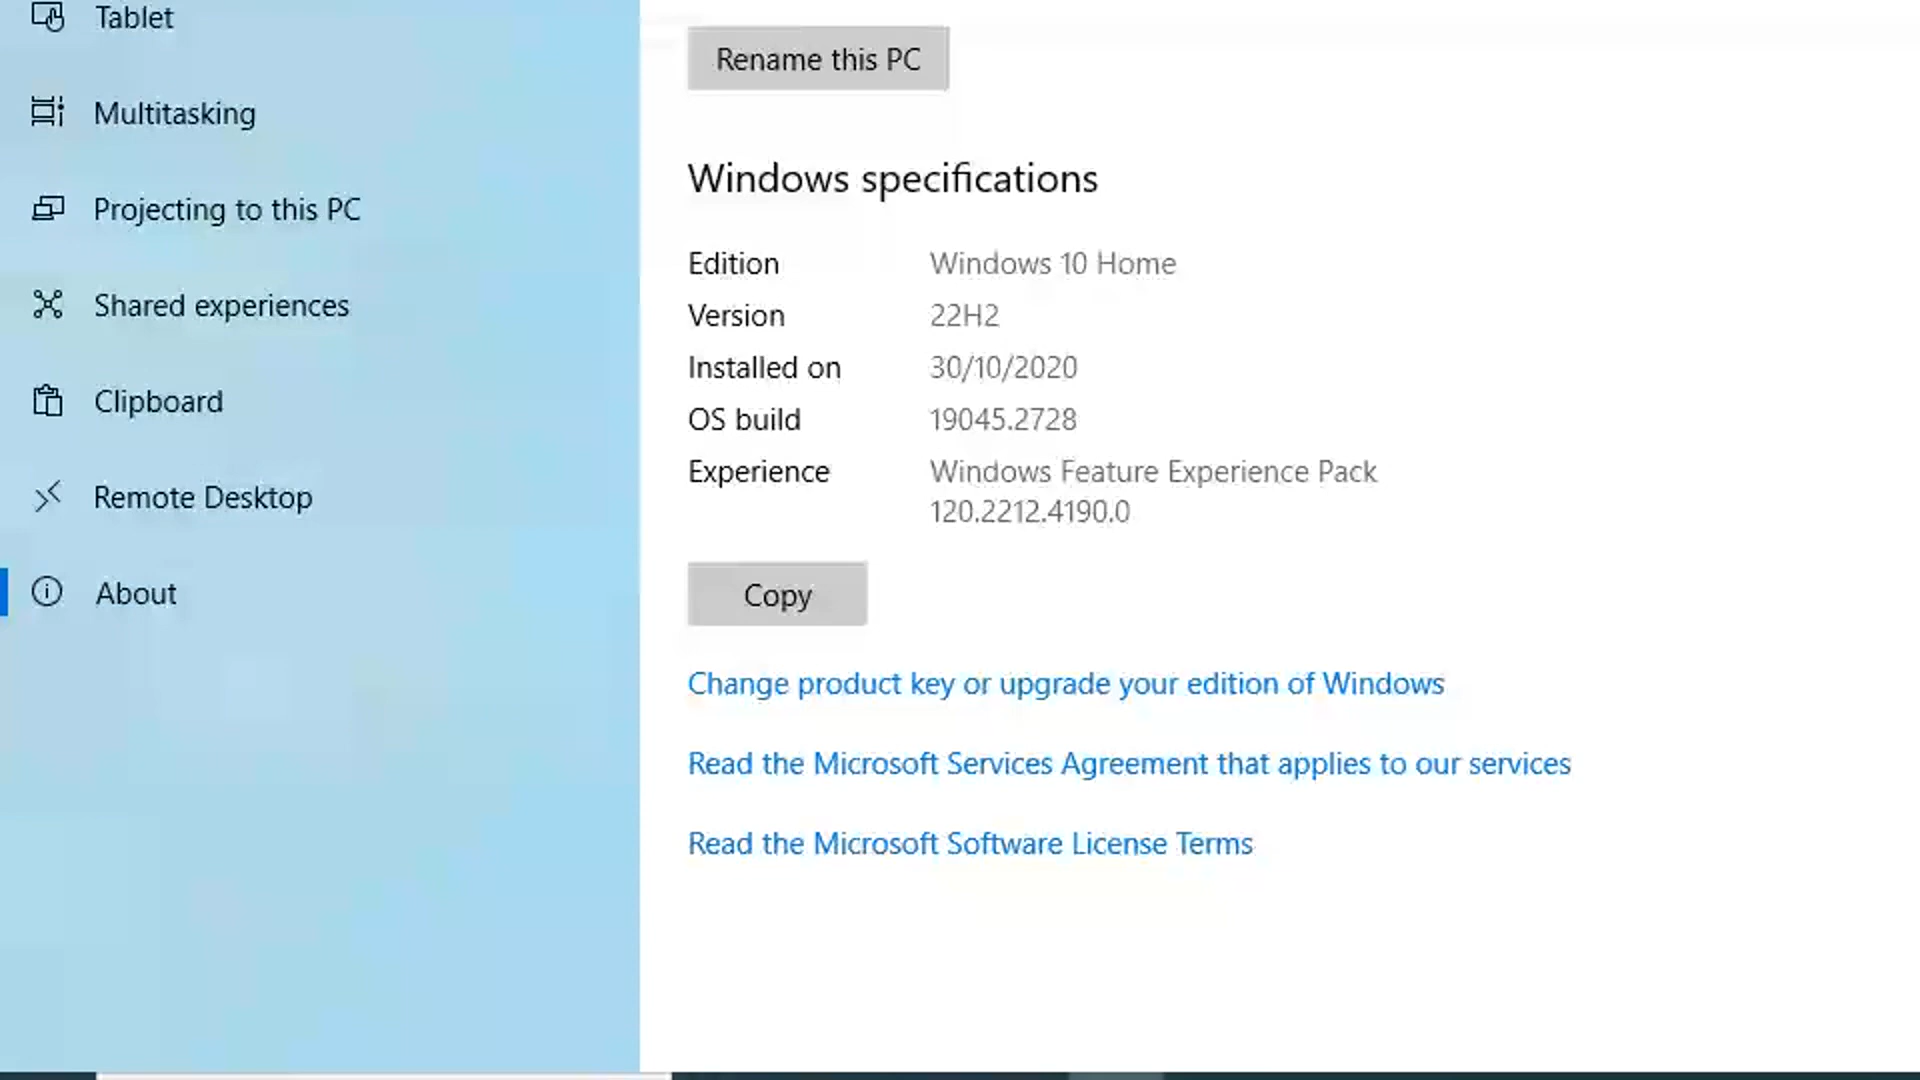 Tablet
Multitasking
Projecting to this PC
Shared experiences
Clipboard
Remote Desktop
About
Rename this PC
Windows specifications
Edition Windows 10 Home
Version 22H2
Installed on 30/10/2020
OS build 19045.2728
Experience Windows Feature Experience Pack
120.2212.4190.0
Copy
Change product key or upgrade your edition of Windows
Read the Microsoft Services Agreement that applies to our services
Read the Microsoft Software License Terms